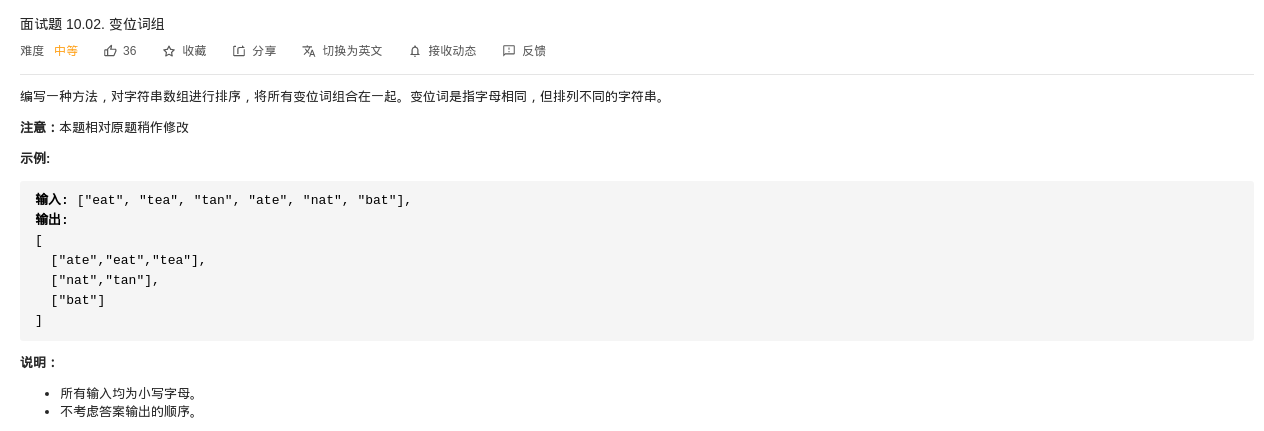 面试题 10.02. 变位词组
难度 中等 36 收藏 分享 切换为英文 接收动态 反馈
编写一种方法，对字符串数组进行排序，将所有变位词组合在一起。变位词是指字母相同，但排列不同的字符串。
注意：本题相对原题稍作修改
示例:
输入: ["eat", "tea", "tan", "ate", "nat", "bat"],
输出:
[
  ["ate","eat","tea"],
  ["nat","tan"],
  ["bat"]
]
说明：
• 所有输入均为小写字母。
• 不考虑答案输出的顺序。